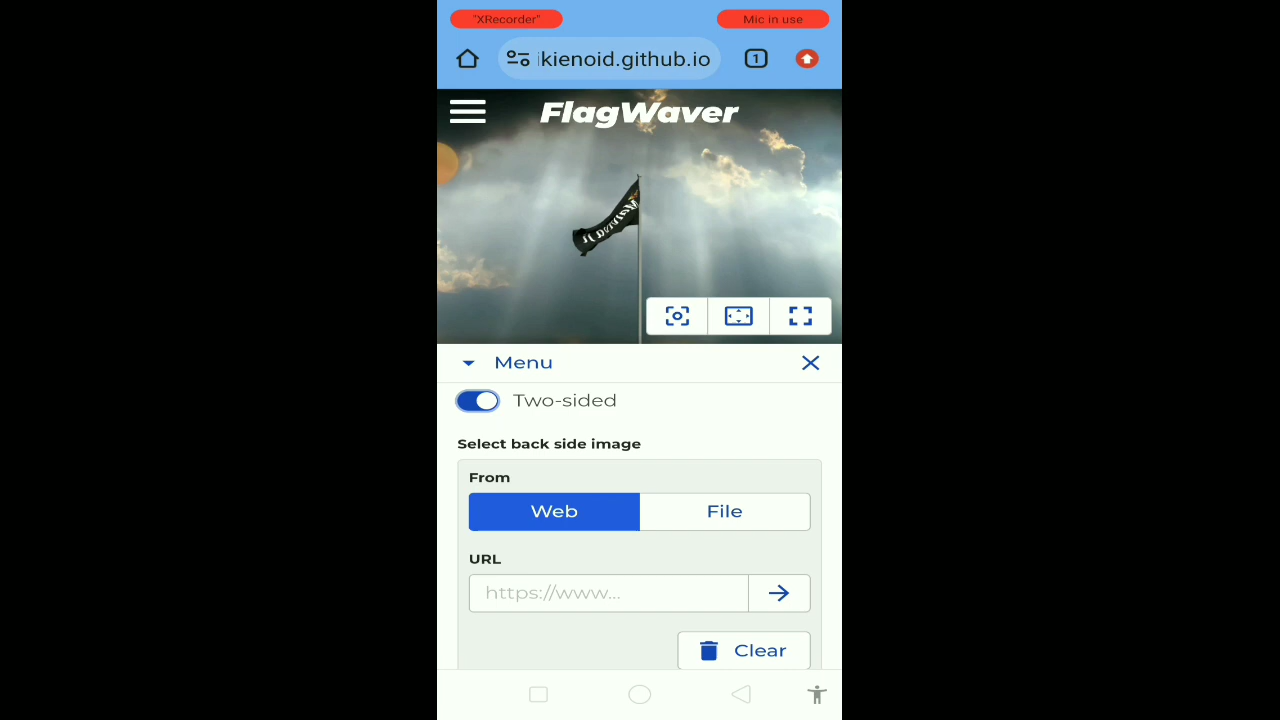 "XRecorder"
Mic in use
kienoid.github.io
1
FlagWaver
Menu
Two-sided
Select back side image
From
Web
File
URL
https://www...
Clear